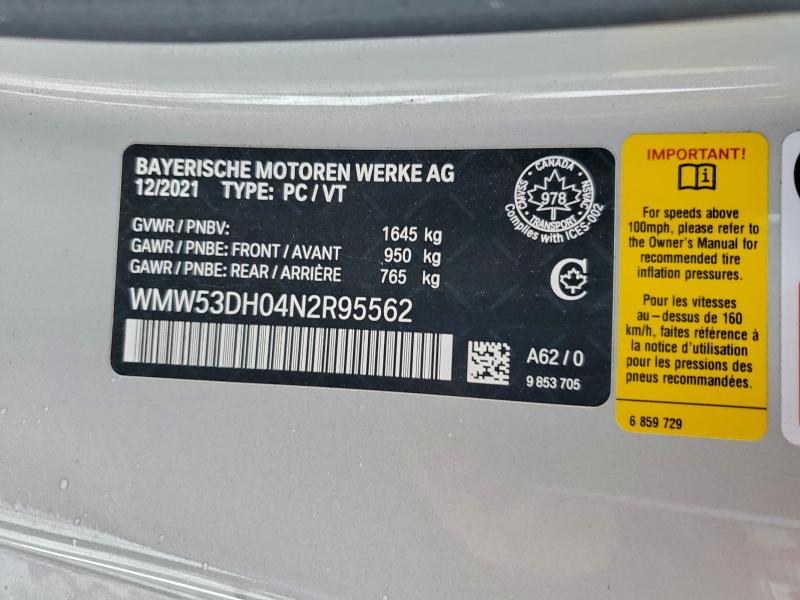 BAYERISCHE MOTOREN WERKE AG
12/2021 TYPE: PC / VT
GVWR / PNBV: 1645 kg
GAWR / PNBE: FRONT / AVANT 950 kg
GAWR / PNBE: REAR / ARRIÈRE 765 kg
WMW53DH04N2R95562
A62 / 0
9 853 705
CANADA
978
TRANSPORT
Complies with ICES-002
IMPORTANT!
i
For speeds above
100mph, please refer to
the Owner's Manual for
recommended tire
inflation pressures.
Pour les vitesses
au-dessus de 160
km/h, faites référence à
la notice d'utilisation
pour les pressions des
pneus recommandées.
6 859 729